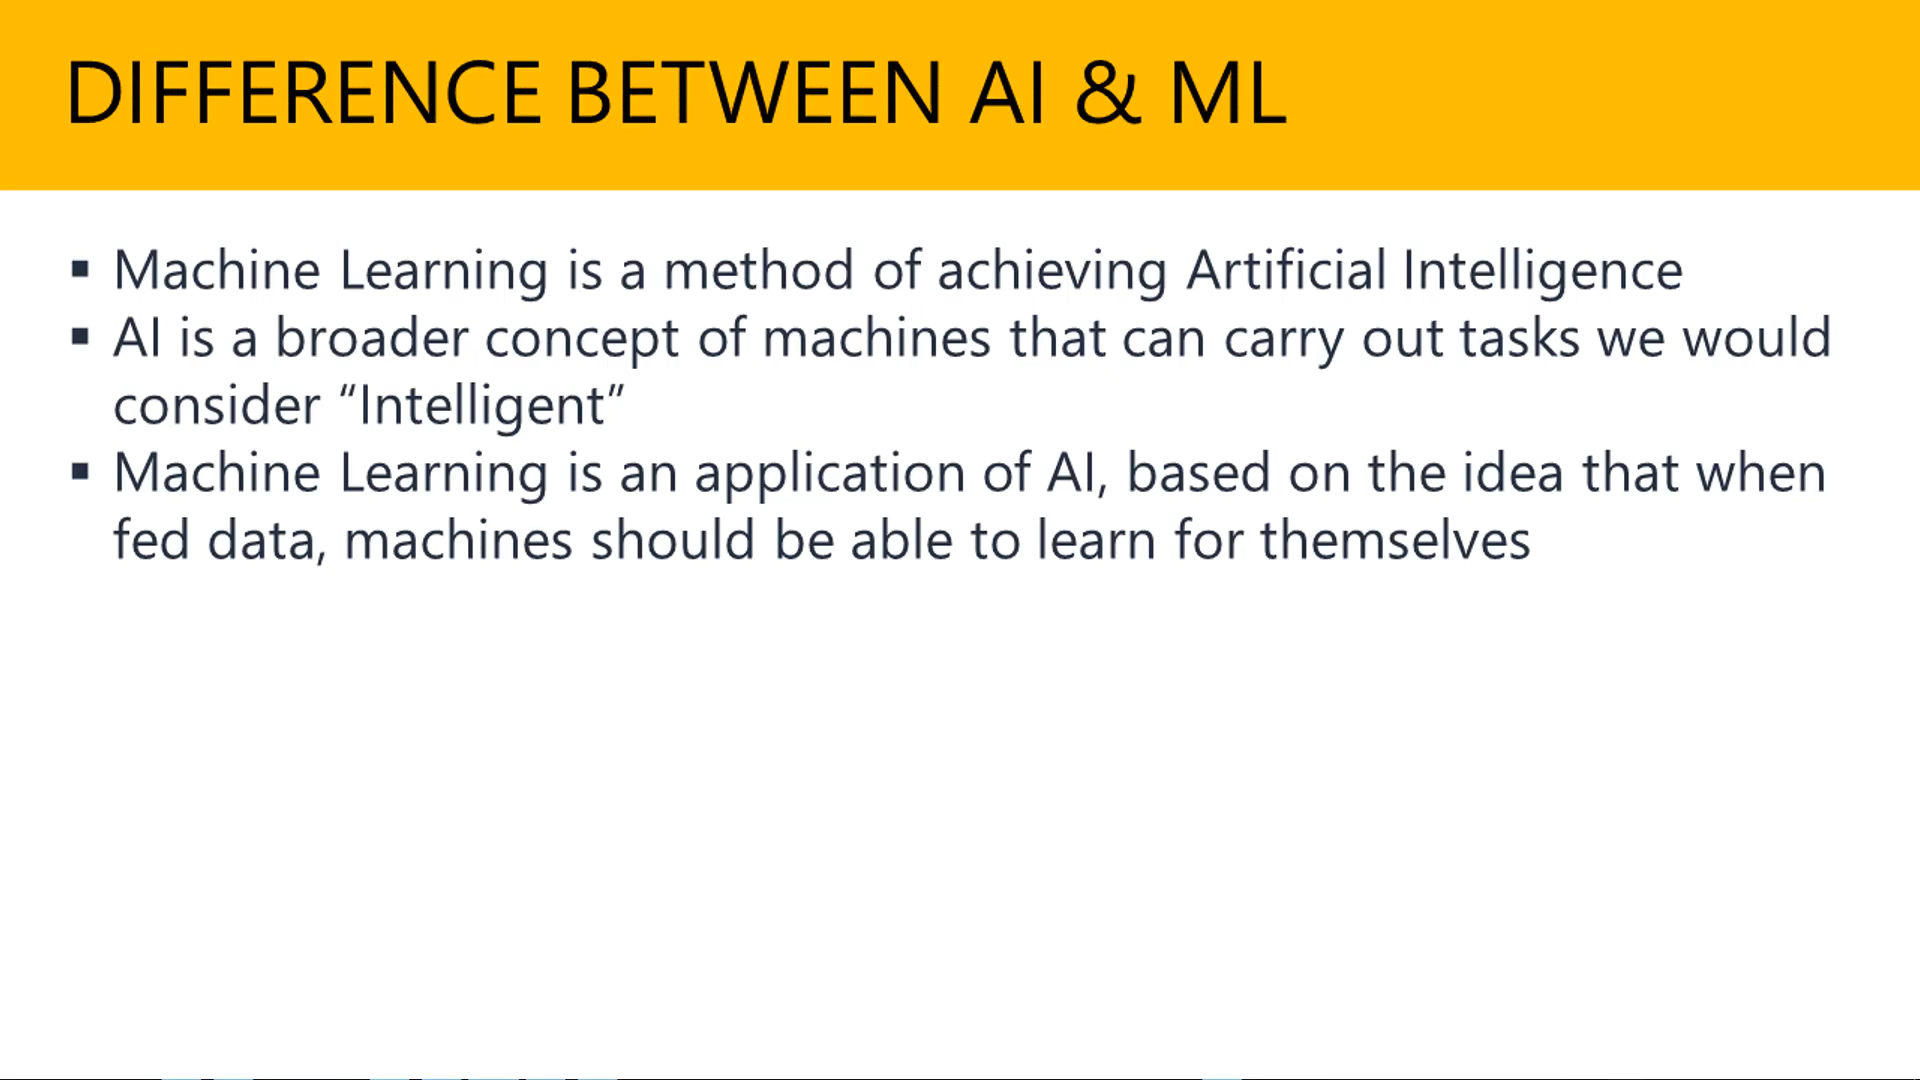 DIFFERENCE BETWEEN AI & ML
▪ Machine Learning is a method of achieving Artificial Intelligence
▪ AI is a broader concept of machines that can carry out tasks we would
consider “Intelligent”
▪ Machine Learning is an application of AI, based on the idea that when
fed data, machines should be able to learn for themselves